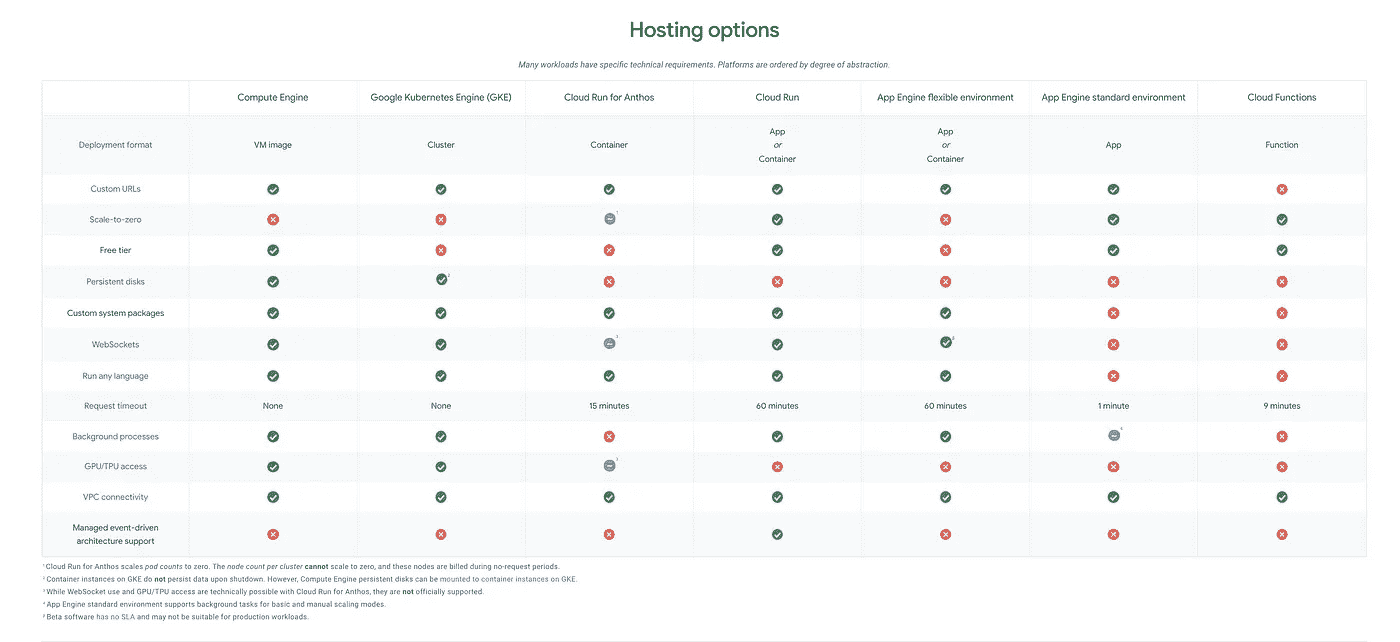 Hosting options
Many workloads have specific technical requirements. Platforms are ordered by degree of abstraction.
Compute Engine Google Kubernetes Engine (GKE) Cloud Run for Anthos Cloud Run App Engine flexible environment App Engine standard environment Cloud Functions
Deployment format VM image Cluster Container App or Container App or Container App Function
Custom URLs
Scale-to-zero 1
Free tier
Persistent disks 2
Custom system packages
WebSockets 3 5
Run any language
Request timeout None None 15 minutes 60 minutes 60 minutes 1 minute 9 minutes
Background processes 4
GPU/TPU access 3
VPC connectivity
Managed event-driven
architecture support
1 Cloud Run for Anthos scales pod counts to zero. The node count per cluster cannot scale to zero, and these nodes are billed during no-request periods.
2 Container instances on GKE do not persist data upon shutdown. However, Compute Engine persistent disks can be mounted to container instances on GKE.
3 While WebSocket use and GPU/TPU access are technically possible with Cloud Run for Anthos, they are not officially supported.
4 App Engine standard environment supports background tasks for basic and manual scaling modes.
5 Beta software has no SLA and may not be suitable for production workloads.